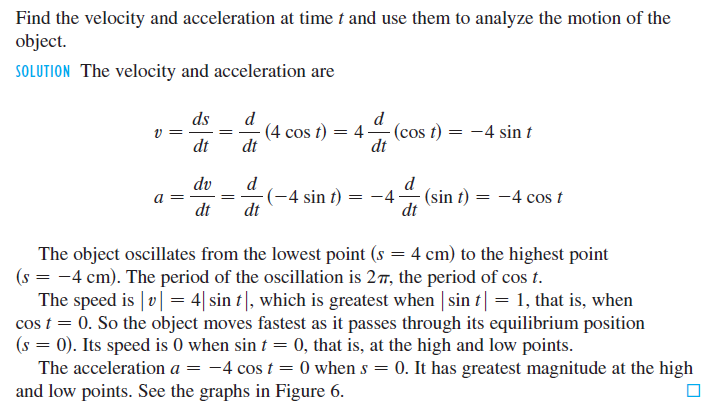 Find the velocity and acceleration at time t and use them to analyze the motion of the
object.
SOLUTION The velocity and acceleration are
v = ds/dt = d/dt (4 cos t) = 4 d/dt (cos t) = −4 sin t
a = dv/dt = d/dt (−4 sin t) = −4 d/dt (sin t) = −4 cos t
The object oscillates from the lowest point (s = 4 cm) to the highest point
(s = −4 cm). The period of the oscillation is 2π, the period of cos t.
The speed is |v| = 4|sin t|, which is greatest when |sin t| = 1, that is, when
cos t = 0. So the object moves fastest as it passes through its equilibrium position
(s = 0). Its speed is 0 when sin t = 0, that is, at the high and low points.
The acceleration a = −4 cos t = 0 when s = 0. It has greatest magnitude at the high
and low points. See the graphs in Figure 6.